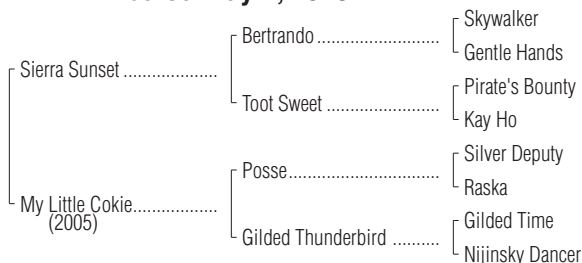 Skywalker
Bertrando
Gentle Hands
Sierra Sunset
Pirate's Bounty
Toot Sweet
Kay Ho
Silver Deputy
Posse
Raska
My Little Cokie
(2005)
Gilded Time
Gilded Thunderbird
Nijinsky Dancer